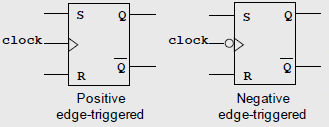 S Q S Q
clock clock
R Q R Q
Positive Negative
edge-triggered edge-triggered